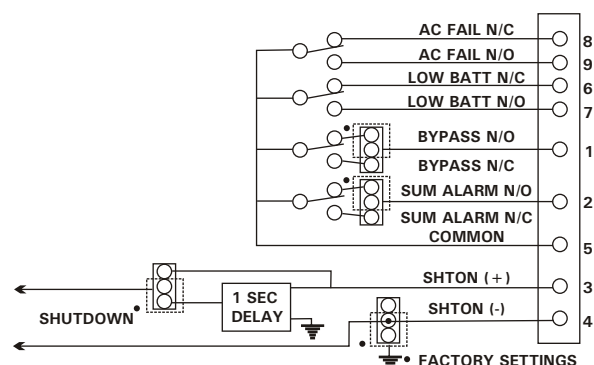 AC FAIL N/C
8
AC FAIL N/O
9
LOW BATT N/C
6
LOW BATT N/O
7
BYPASS N/O
1
BYPASS N/C
SUM ALARM N/O
2
SUM ALARM N/C
COMMON
5
SHTON (+)
3
1 SEC
DELAY
SHUTDOWN
SHTON (-)
4
• FACTORY SETTINGS